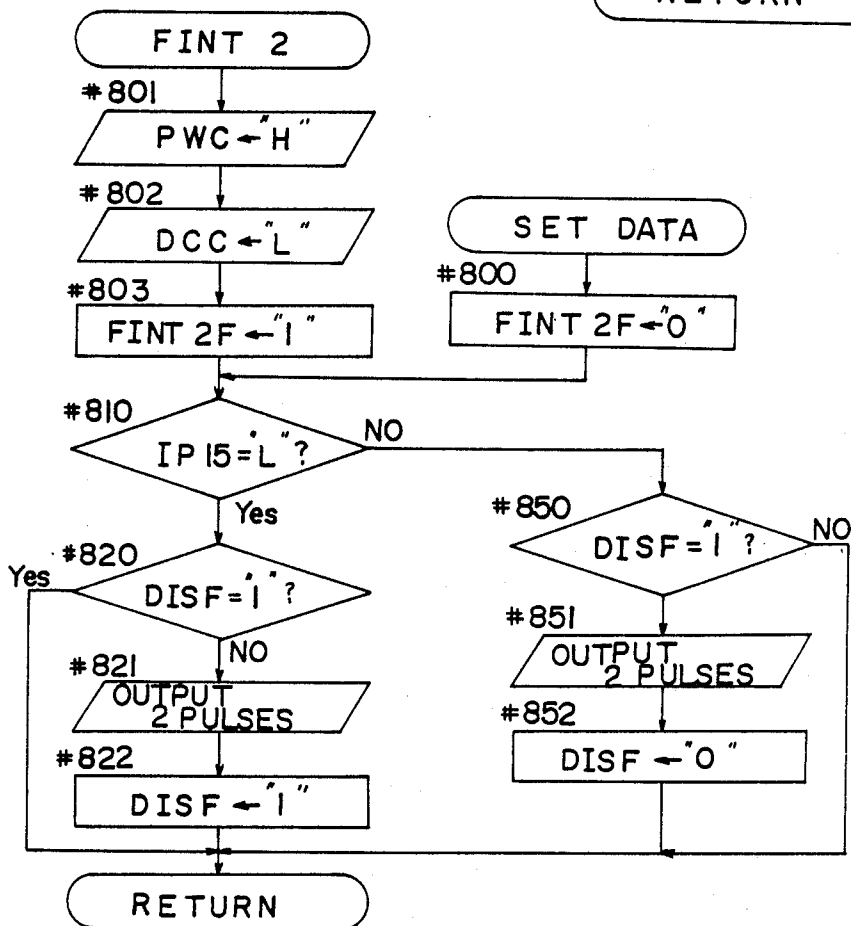 RETURN
FINT 2
#801
PWC←"H"
#802
DCC←"L"
#803
FINT 2F←"1"
SET DATA
#800
FINT 2F←"0"
#810
IP15="L"?
NO
Yes
#820
Yes
DISF="1"?
NO
#821
OUTPUT
2 PULSES
#822
DISF←"1"
#850
DISF="1"?
NO
#851
OUTPUT
2 PULSES
#852
DISF←"0"
RETURN